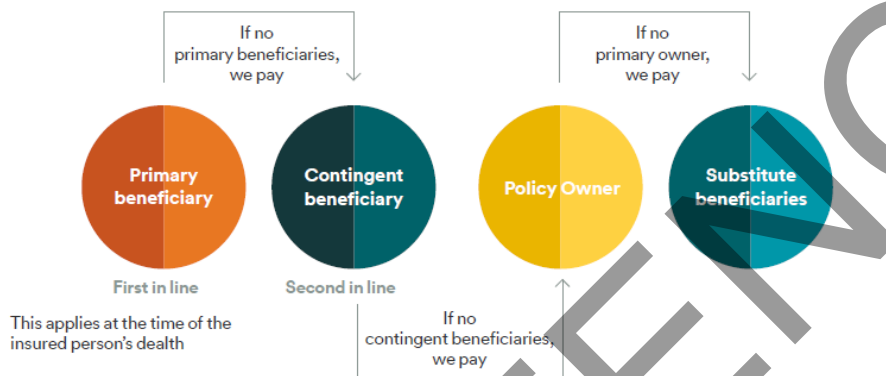 If no
primary beneficiaries,
we pay
If no
primary owner,
we pay
Primary
beneficiary
Contingent
beneficiary
Policy Owner
Substitute
beneficiaries
First in line
Second in line
This applies at the time of the
insured person’s dealth
If no
contingent beneficiaries,
we pay